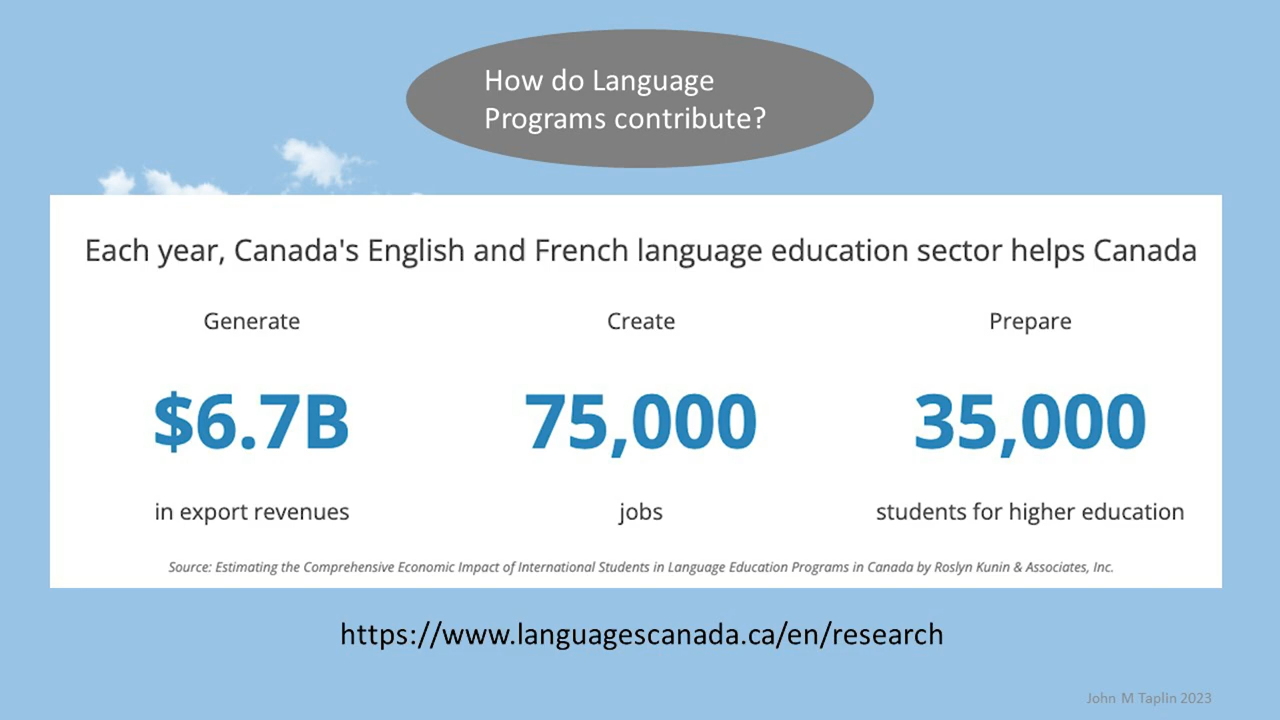 How do Language
Programs contribute?
Each year, Canada's English and French language education sector helps Canada
Generate
$6.7B
in export revenues
Create
75,000
jobs
Prepare
35,000
students for higher education
Source: Estimating the Comprehensive Economic Impact of International Students in Language Education Programs in Canada by Roslyn Kunin & Associates, Inc.
https://www.languagescanada.ca/en/research
John M Taplin 2023